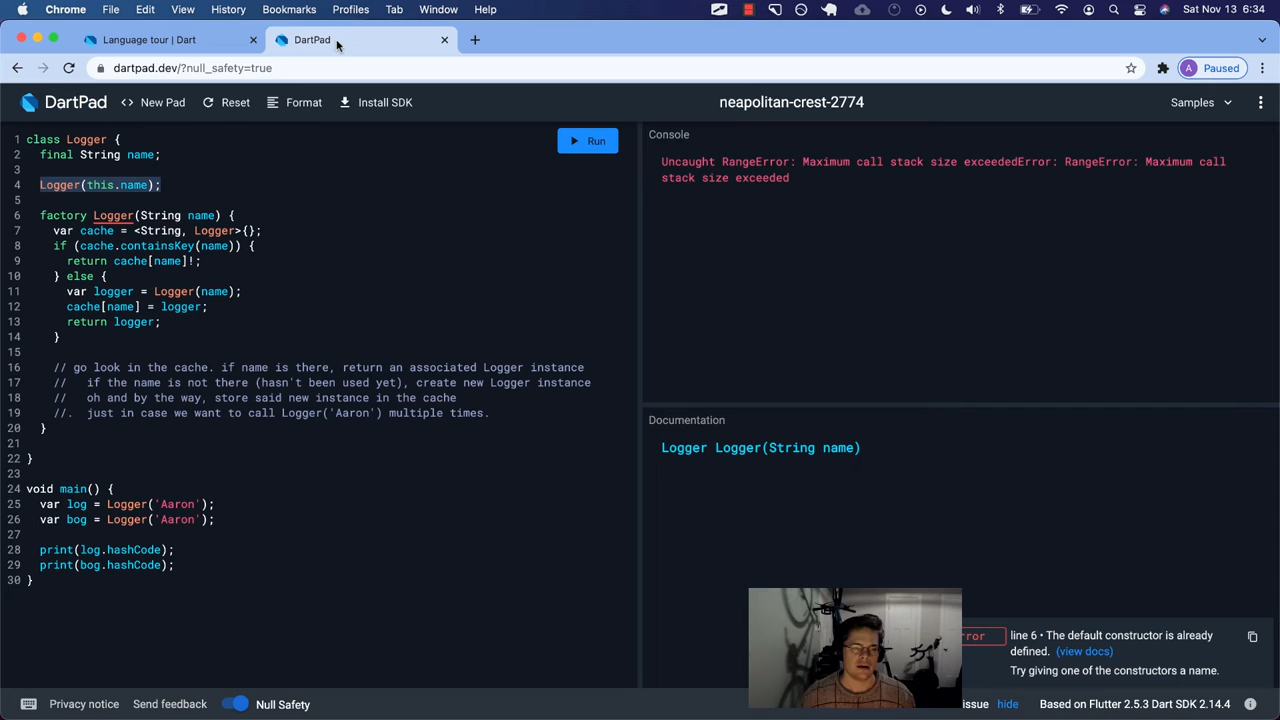 Chrome File Edit View History Bookmarks Profiles Tab Window Help Sat Nov 13 6:34
Language tour | Dart
DartPad
dartpad.dev/?null_safety=true
A Paused
DartPad
<> New Pad
Reset
Format
Install SDK
neapolitan-crest-2774
Samples
1 class Logger {
2 final String name;
3
4 Logger(this.name);
5
6 factory Logger(String name) {
7 var cache = <String, Logger>{};
8 if (cache.containsKey(name)) {
9 return cache[name]!;
10 } else {
11 var logger = Logger(name);
12 cache[name] = logger;
13 return logger;
14 }
15
16 // go look in the cache. if name is there, return an associated Logger instance
17 // if the name is not there (hasn't been used yet), create new Logger instance
18 // oh and by the way, store said new instance in the cache
19 //. just in case we want to call Logger('Aaron') multiple times.
20 }
21
22 }
23
24 void main() {
25 var log = Logger('Aaron');
26 var bog = Logger('Aaron');
27
28 print(log.hashCode);
29 print(bog.hashCode);
30 }
Run
Console
Uncaught RangeError: Maximum call stack size exceededError: RangeError: Maximum call
stack size exceeded
Documentation
Logger Logger(String name)
ror
line 6 • The default constructor is already
defined. (view docs)
Try giving one of the constructors a name.
Privacy notice
Send feedback
Null Safety
issue hide
Based on Flutter 2.5.3 Dart SDK 2.14.4